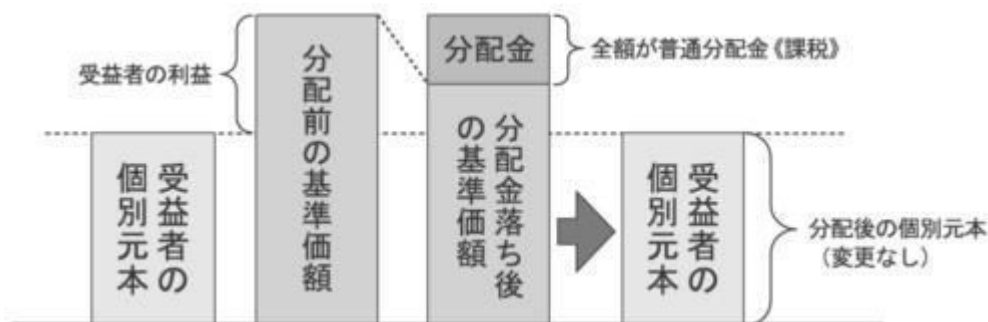 受益者の利益
受益者の
個別元本
分配前の基準価額
分配金
全額が普通分配金《課税》
分配金落ち後
の基準価額
受益者の
個別元本
分配後の個別元本
（変更なし）